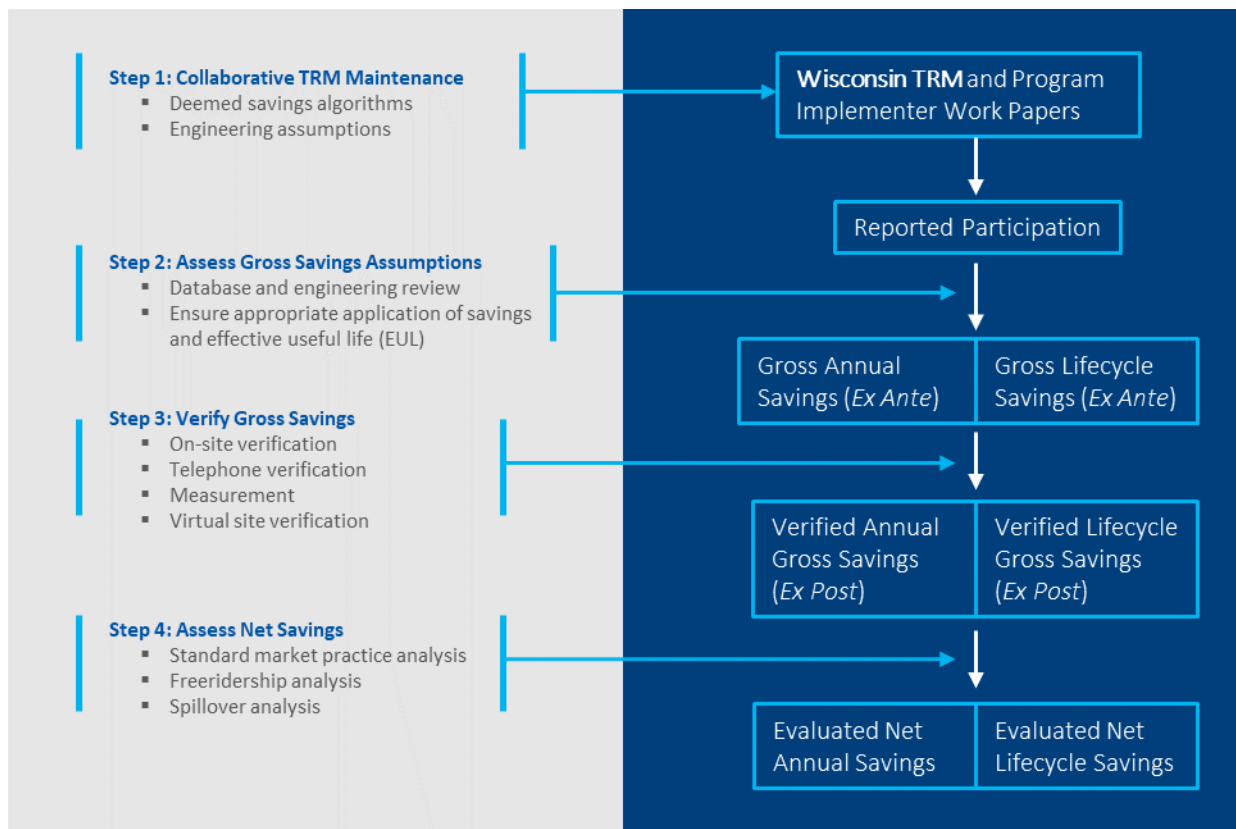 Step 1: Collaborative TRM Maintenance
▪ Deemed savings algorithms
▪ Engineering assumptions
Step 2: Assess Gross Savings Assumptions
▪ Database and engineering review
▪ Ensure appropriate application of savings
and effective useful life (EUL)
Step 3: Verify Gross Savings
▪ On-site verification
▪ Telephone verification
▪ Measurement
▪ Virtual site verification
Step 4: Assess Net Savings
▪ Standard market practice analysis
▪ Freeridership analysis
▪ Spillover analysis
Wisconsin TRM and Program
Implementer Work Papers
Reported Participation
Gross Annual
Savings (Ex Ante)
Gross Lifecycle
Savings (Ex Ante)
Verified Annual
Gross Savings
(Ex Post)
Verified Lifecycle
Gross Savings
(Ex Post)
Evaluated Net
Annual Savings
Evaluated Net
Lifecycle Savings